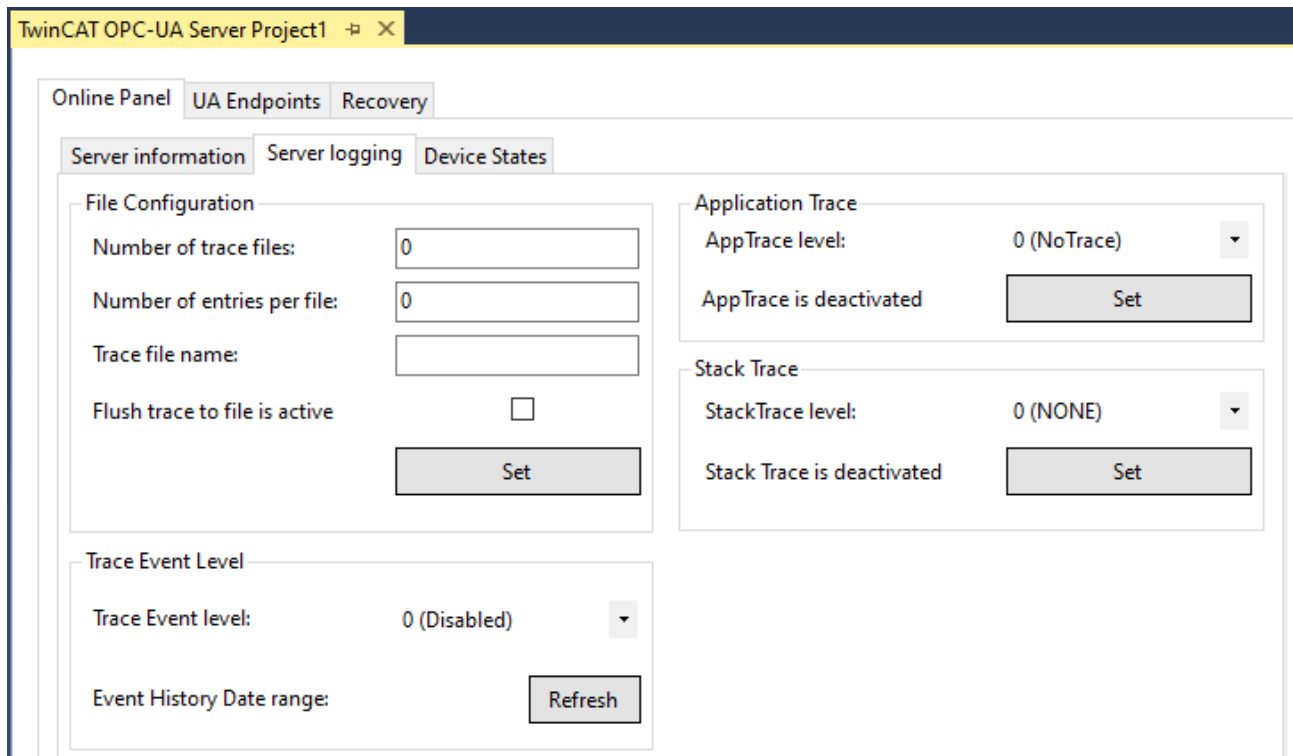 TwinCAT OPC-UA Server Project1
Online Panel UA Endpoints Recovery
Server information Server logging Device States
File Configuration
Number of trace files: 0
Number of entries per file: 0
Trace file name:
Flush trace to file is active
Set
Trace Event Level
Trace Event level: 0 (Disabled)
Event History Date range: Refresh
Application Trace
AppTrace level: 0 (NoTrace)
AppTrace is deactivated Set
Stack Trace
StackTrace level: 0 (NONE)
Stack Trace is deactivated Set